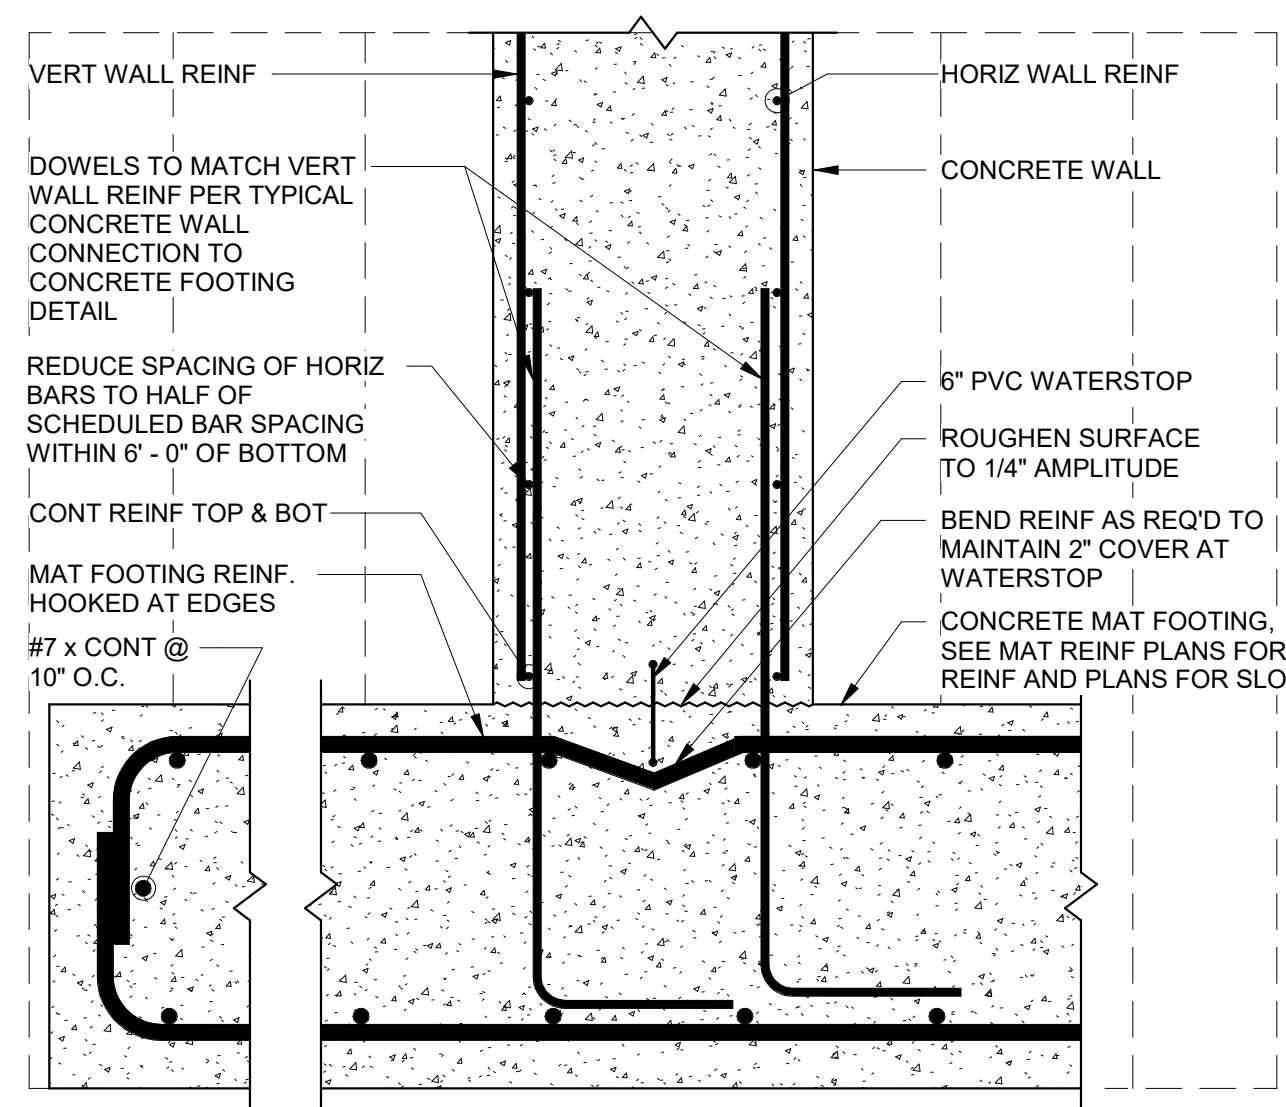 VERT WALL REINF
DOWELS TO MATCH VERT
WALL REINF PER TYPICAL
CONCRETE WALL
CONNECTION TO
CONCRETE FOOTING
DETAIL
REDUCE SPACING OF HORIZ
BARS TO HALF OF
SCHEDULED BAR SPACING
WITHIN 6' - 0" OF BOTTOM
CONT REINF TOP & BOT
MAT FOOTING REINF.
HOOKED AT EDGES
#7 x CONT @
10" O.C.
HORIZ WALL REINF
CONCRETE WALL
6" PVC WATERSTOP
ROUGHEN SURFACE
TO 1/4" AMPLITUDE
BEND REINF AS REQ'D TO
MAINTAIN 2" COVER AT
WATERSTOP
CONCRETE MAT FOOTING,
SEE MAT REINF PLANS FOR
REINF AND PLANS FOR SLO